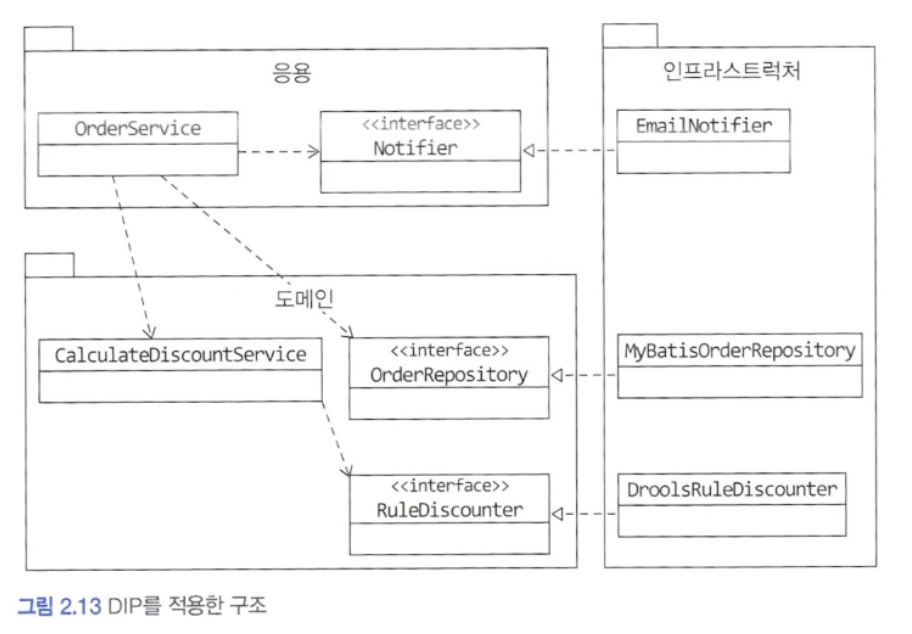 응용
인프라스트럭처
OrderService
<<interface>>
Notifier
EmailNotifier
도메인
CalculateDiscountService
<<interface>>
OrderRepository
MyBatisOrderRepository
<<interface>>
RuleDiscounter
DroolsRuleDiscounter
그림 2.13 DIP를 적용한 구조